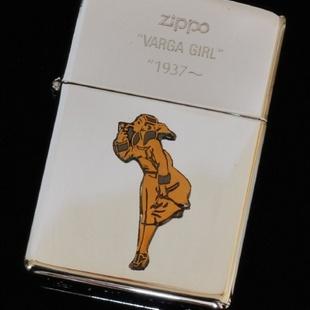 zippo
"VARGA GIRL"
"1937~